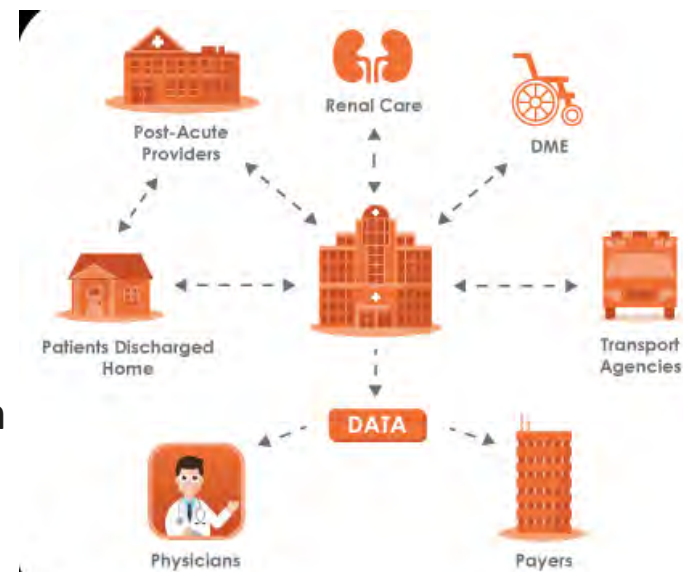 Renal Care
Post-Acute
Providers
DME
Patients Discharged
Home
Transport
Agencies
DATA
Physicians
Payers